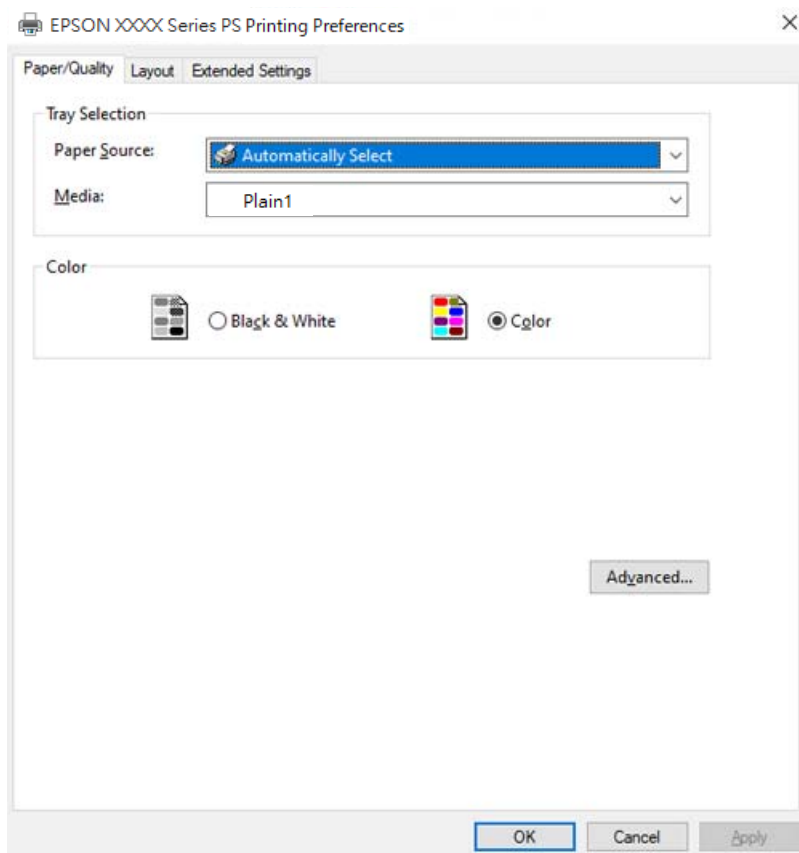 EPSON XXXX Series PS Printing Preferences
Paper/Quality Layout Extended Settings
Tray Selection
Paper Source: Automatically Select
Media: Plain1
Color
Black & White Color
Advanced...
OK Cancel Apply